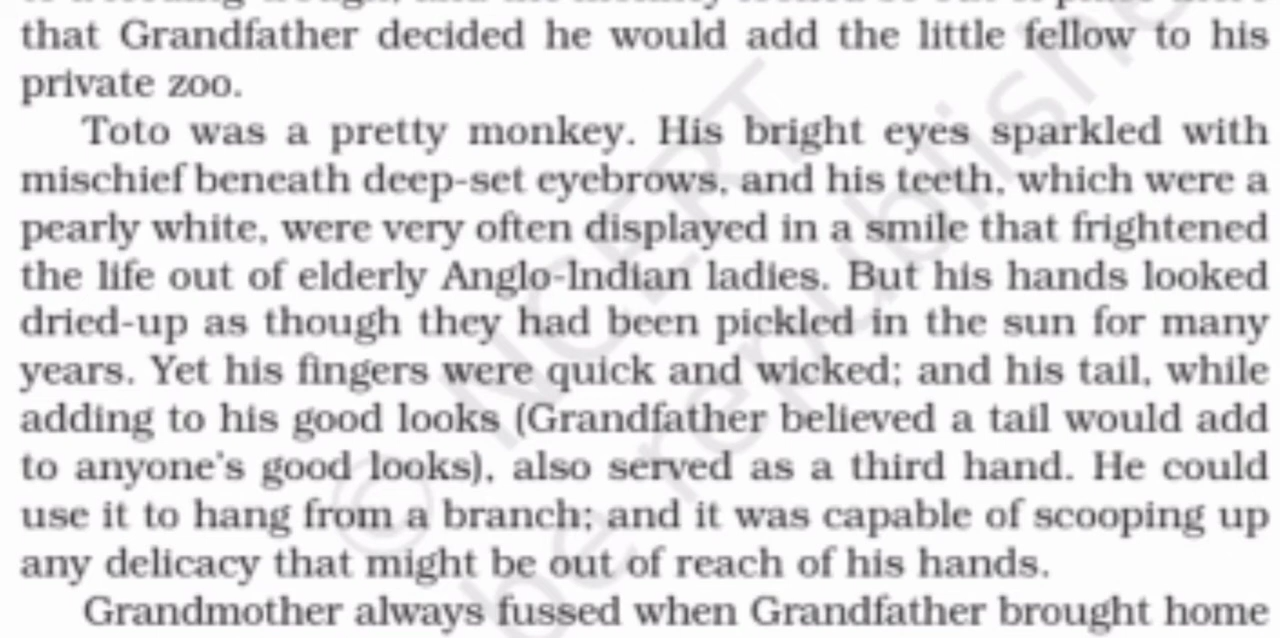 that Grandfather decided he would add the little fellow to his
private zoo.
Toto was a pretty monkey. His bright eyes sparkled with
mischief beneath deep-set eyebrows, and his teeth, which were a
pearly white, were very often displayed in a smile that frightened
the life out of elderly Anglo-Indian ladies. But his hands looked
dried-up as though they had been pickled in the sun for many
years. Yet his fingers were quick and wicked; and his tail, while
adding to his good looks (Grandfather believed a tail would add
to anyone's good looks), also served as a third hand. He could
use it to hang from a branch; and it was capable of scooping up
any delicacy that might be out of reach of his hands.
Grandmother always fussed when Grandfather brought home
© NCERT
be republishe